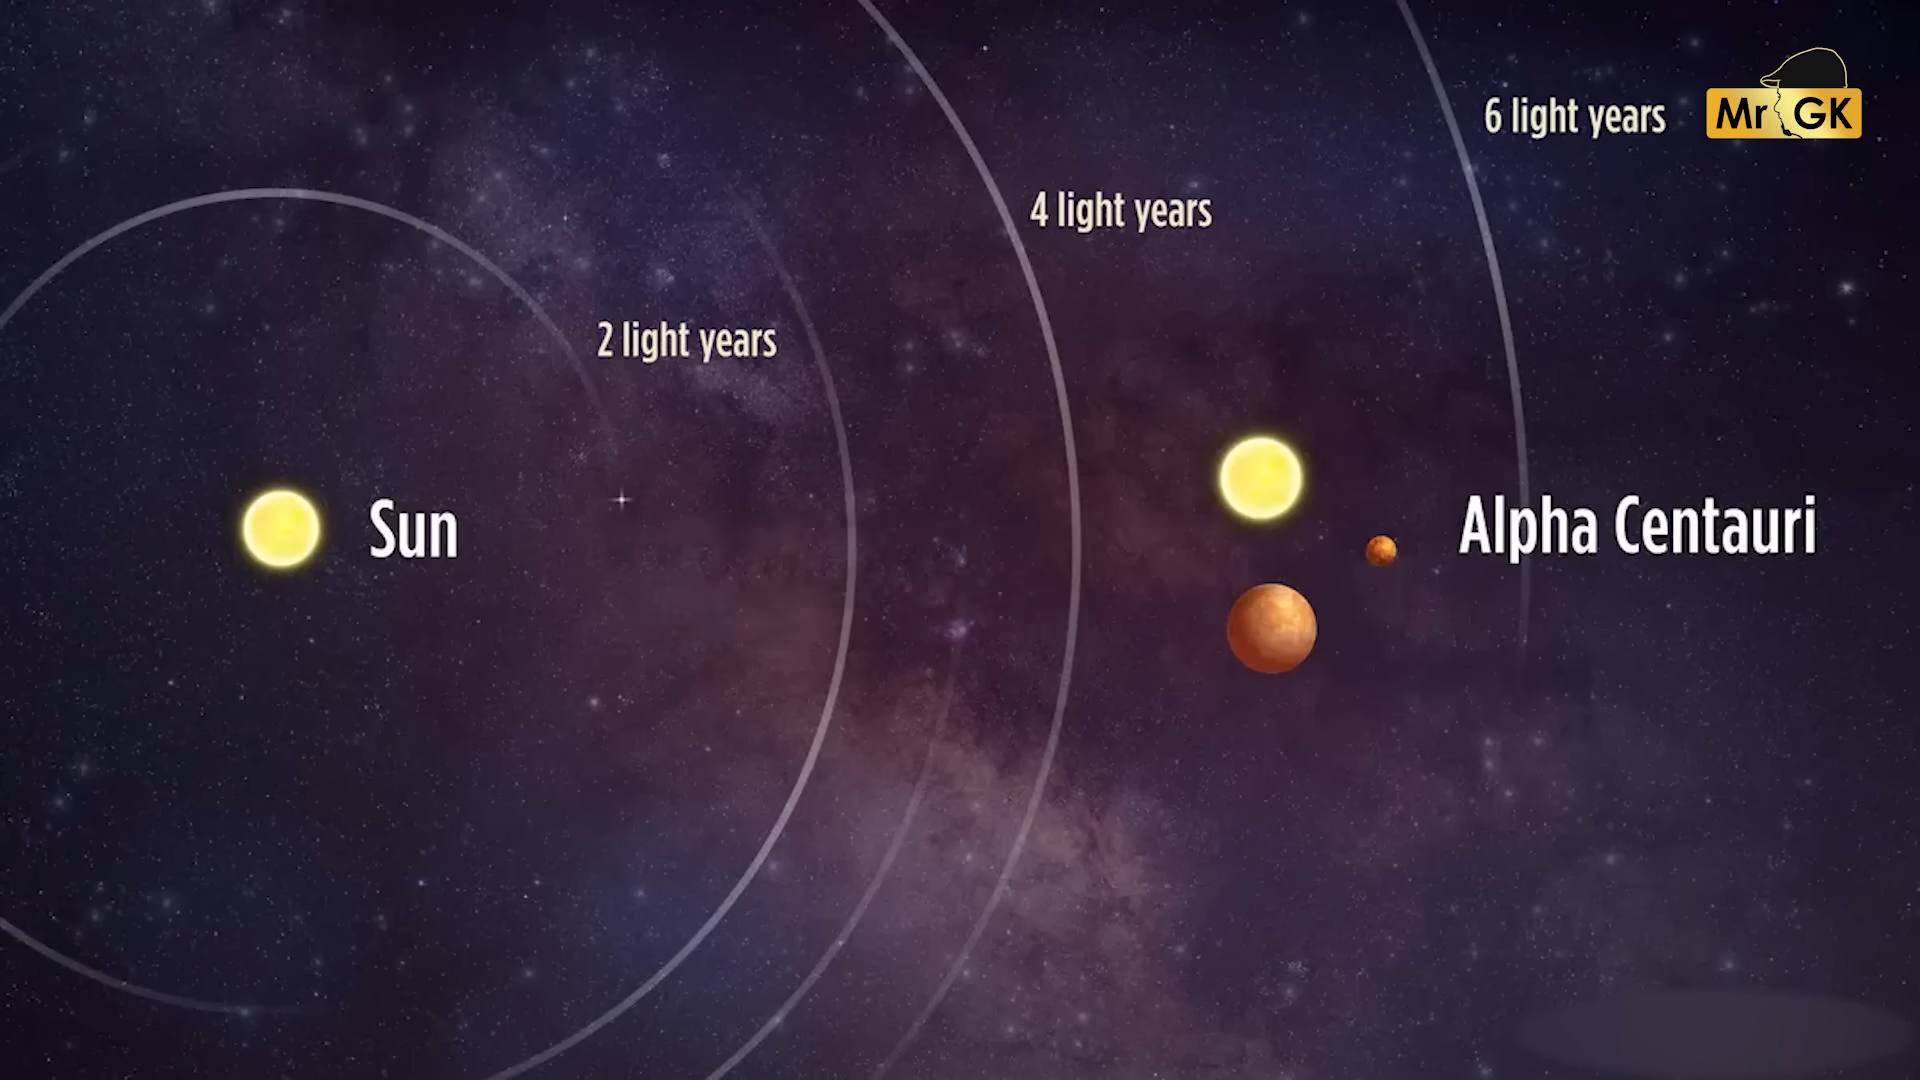 6 light years
Mr GK
4 light years
2 light years
Sun
Alpha Centauri